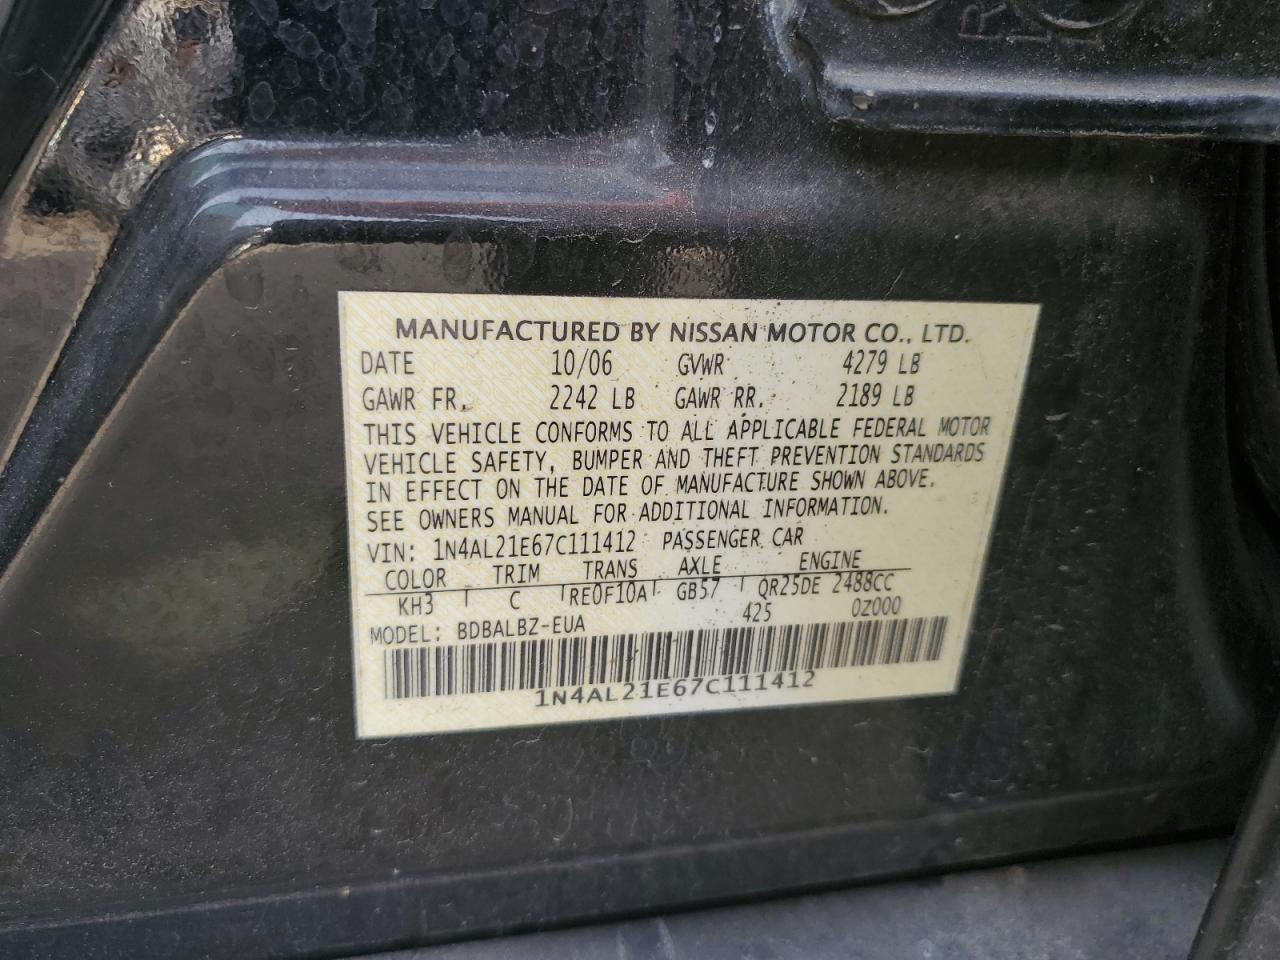 MANUFACTURED BY NISSAN MOTOR CO., LTD.
DATE 10/06 GVWR 4279 LB
GAWR FR. 2242 LB GAWR RR. 2189 LB
THIS VEHICLE CONFORMS TO ALL APPLICABLE FEDERAL MOTOR
VEHICLE SAFETY, BUMPER AND THEFT PREVENTION STANDARDS
IN EFFECT ON THE DATE OF MANUFACTURE SHOWN ABOVE.
SEE OWNERS MANUAL FOR ADDITIONAL INFORMATION.
VIN: 1N4AL21E67C111412 PASSENGER CAR
COLOR TRIM TRANS AXLE ENGINE
KH3 C RE0F10A GB57 QR25DE 2488CC
MODEL: BDBALBZ-EUA 425 0Z000
1N4AL21E67C111412